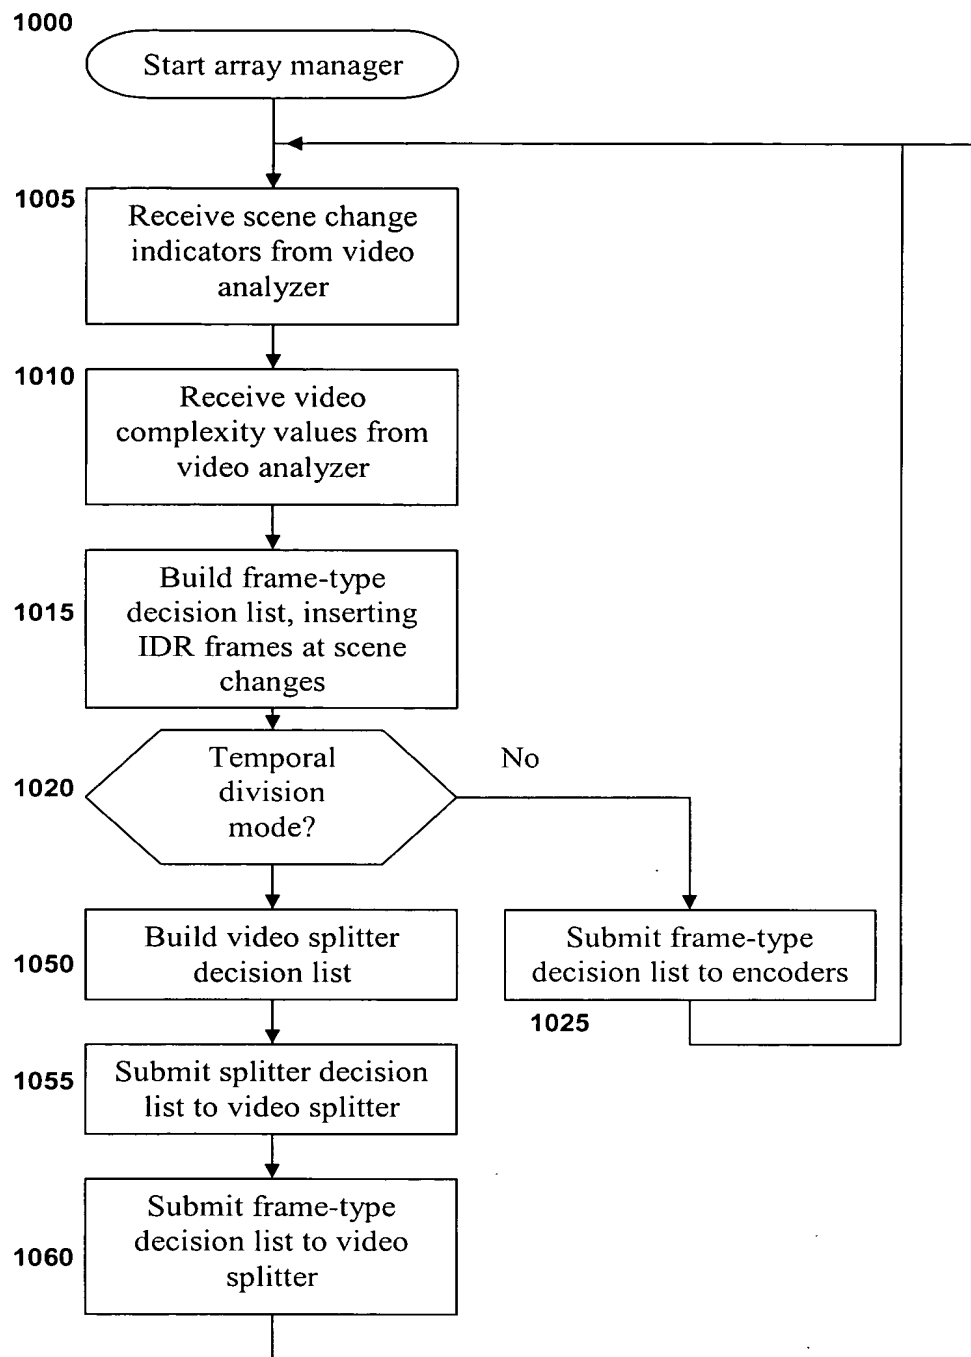 1000
Start array manager
1005
Receive scene change
indicators from video
analyzer
1010
Receive video
complexity values from
video analyzer
1015
Build frame-type
decision list, inserting
IDR frames at scene
changes
1020
Temporal
division
mode?
No
1050
Build video splitter
decision list
Submit frame-type
decision list to encoders
1025
1055
Submit splitter decision
list to video splitter
1060
Submit frame-type
decision list to video
splitter